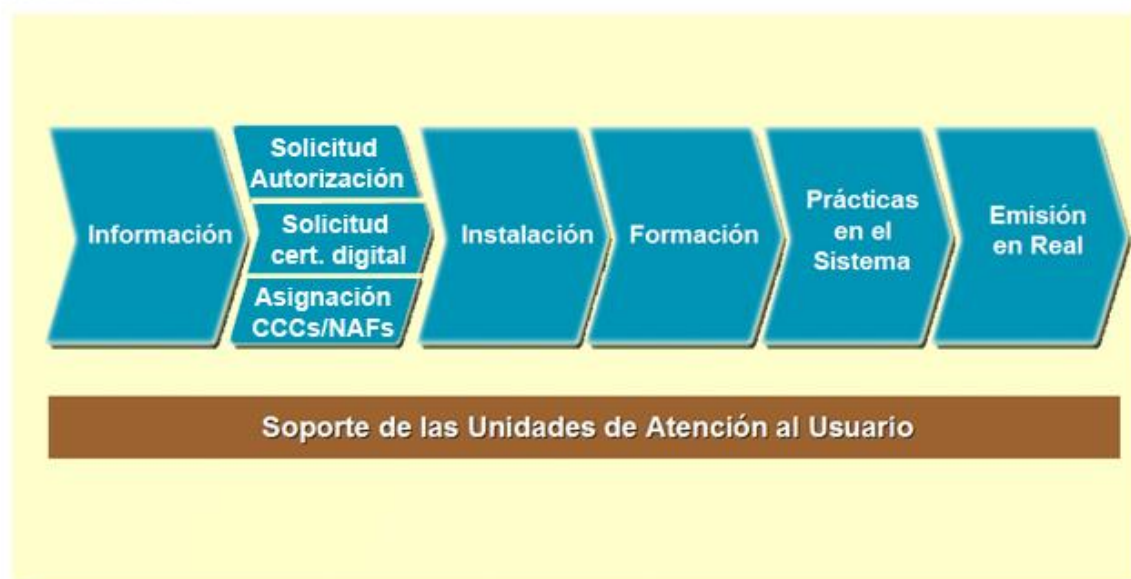 Información
Solicitud
Autorización
Solicitud
cert. digital
Asignación
CCCs/NAFs
Instalación
Formación
Prácticas
en el
Sistema
Emisión
en Real
Soporte de las Unidades de Atención al Usuario